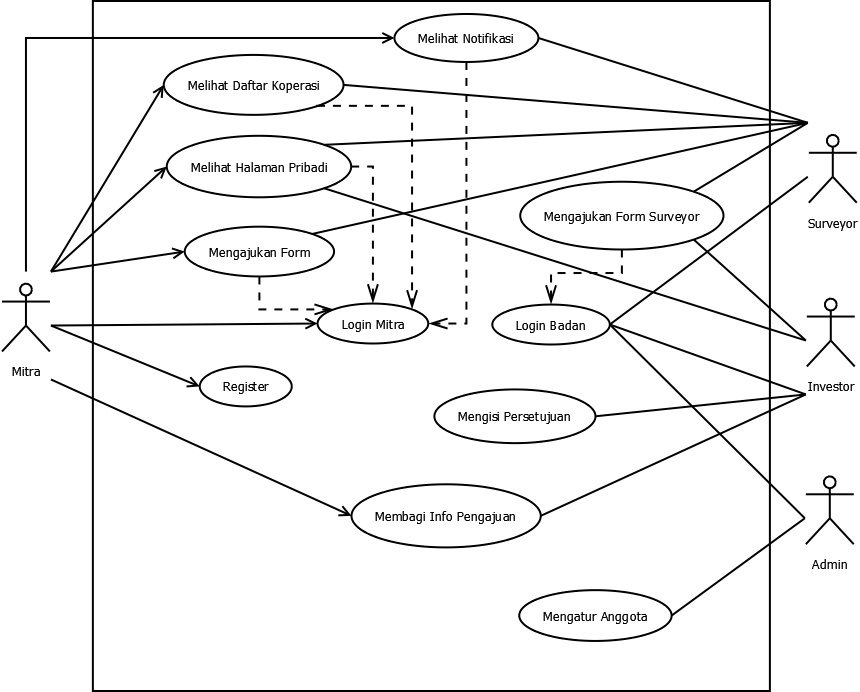 Melihat Notifikasi
Melihat Daftar Koperasi
Melihat Halaman Pribadi
Mengajukan Form Surveyor
Surveyor
Mengajukan Form
Login Mitra
Login Badan
Mitra
Register
Investor
Mengisi Persetujuan
Membagi Info Pengajuan
Admin
Mengatur Anggota